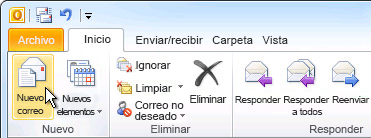 Archivo Inicio Enviar/recibir Carpeta Vista
Nuevo
correo
Nuevos
elementos
Nuevo
Ignorar
Limpiar
Correo no
deseado
Eliminar
Eliminar
Responder
Responder
a todos
Reenviar
Responder